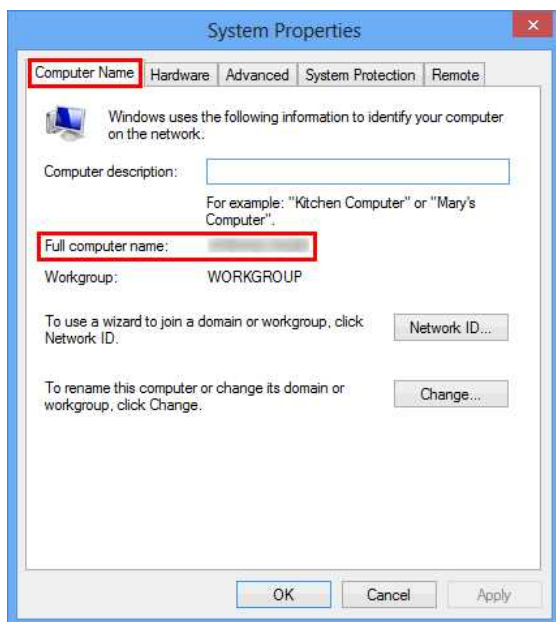 System Properties
Computer Name Hardware Advanced System Protection Remote
Windows uses the following information to identify your computer
on the network.
Computer description:
For example: "Kitchen Computer" or "Mary's
Computer".
Full computer name:
Workgroup: WORKGROUP
To use a wizard to join a domain or workgroup, click
Network ID.
Network ID...
To rename this computer or change its domain or
workgroup, click Change.
Change...
OK Cancel Apply